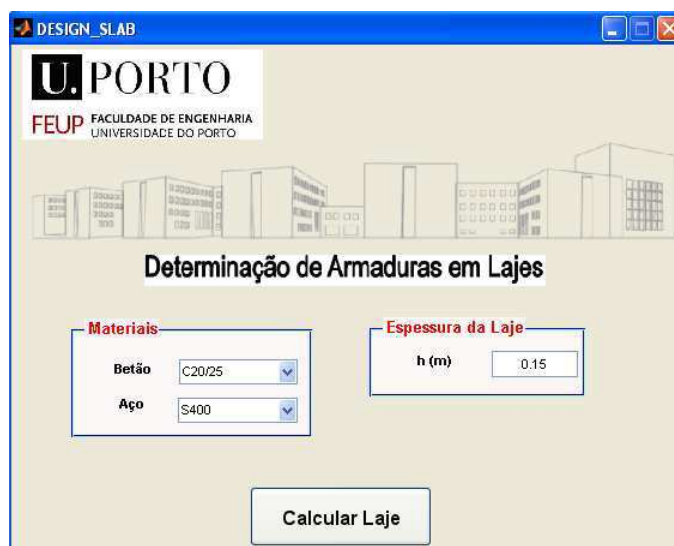 DESIGN_SLAB
U. PORTO
FEUP FACULDADE DE ENGENHARIA
UNIVERSIDADE DO PORTO
Determinação de Armaduras em Lajes
Materiais
Betão C20/25
Aço S400
Espessura da Laje
h (m) 0.15
Calcular Laje